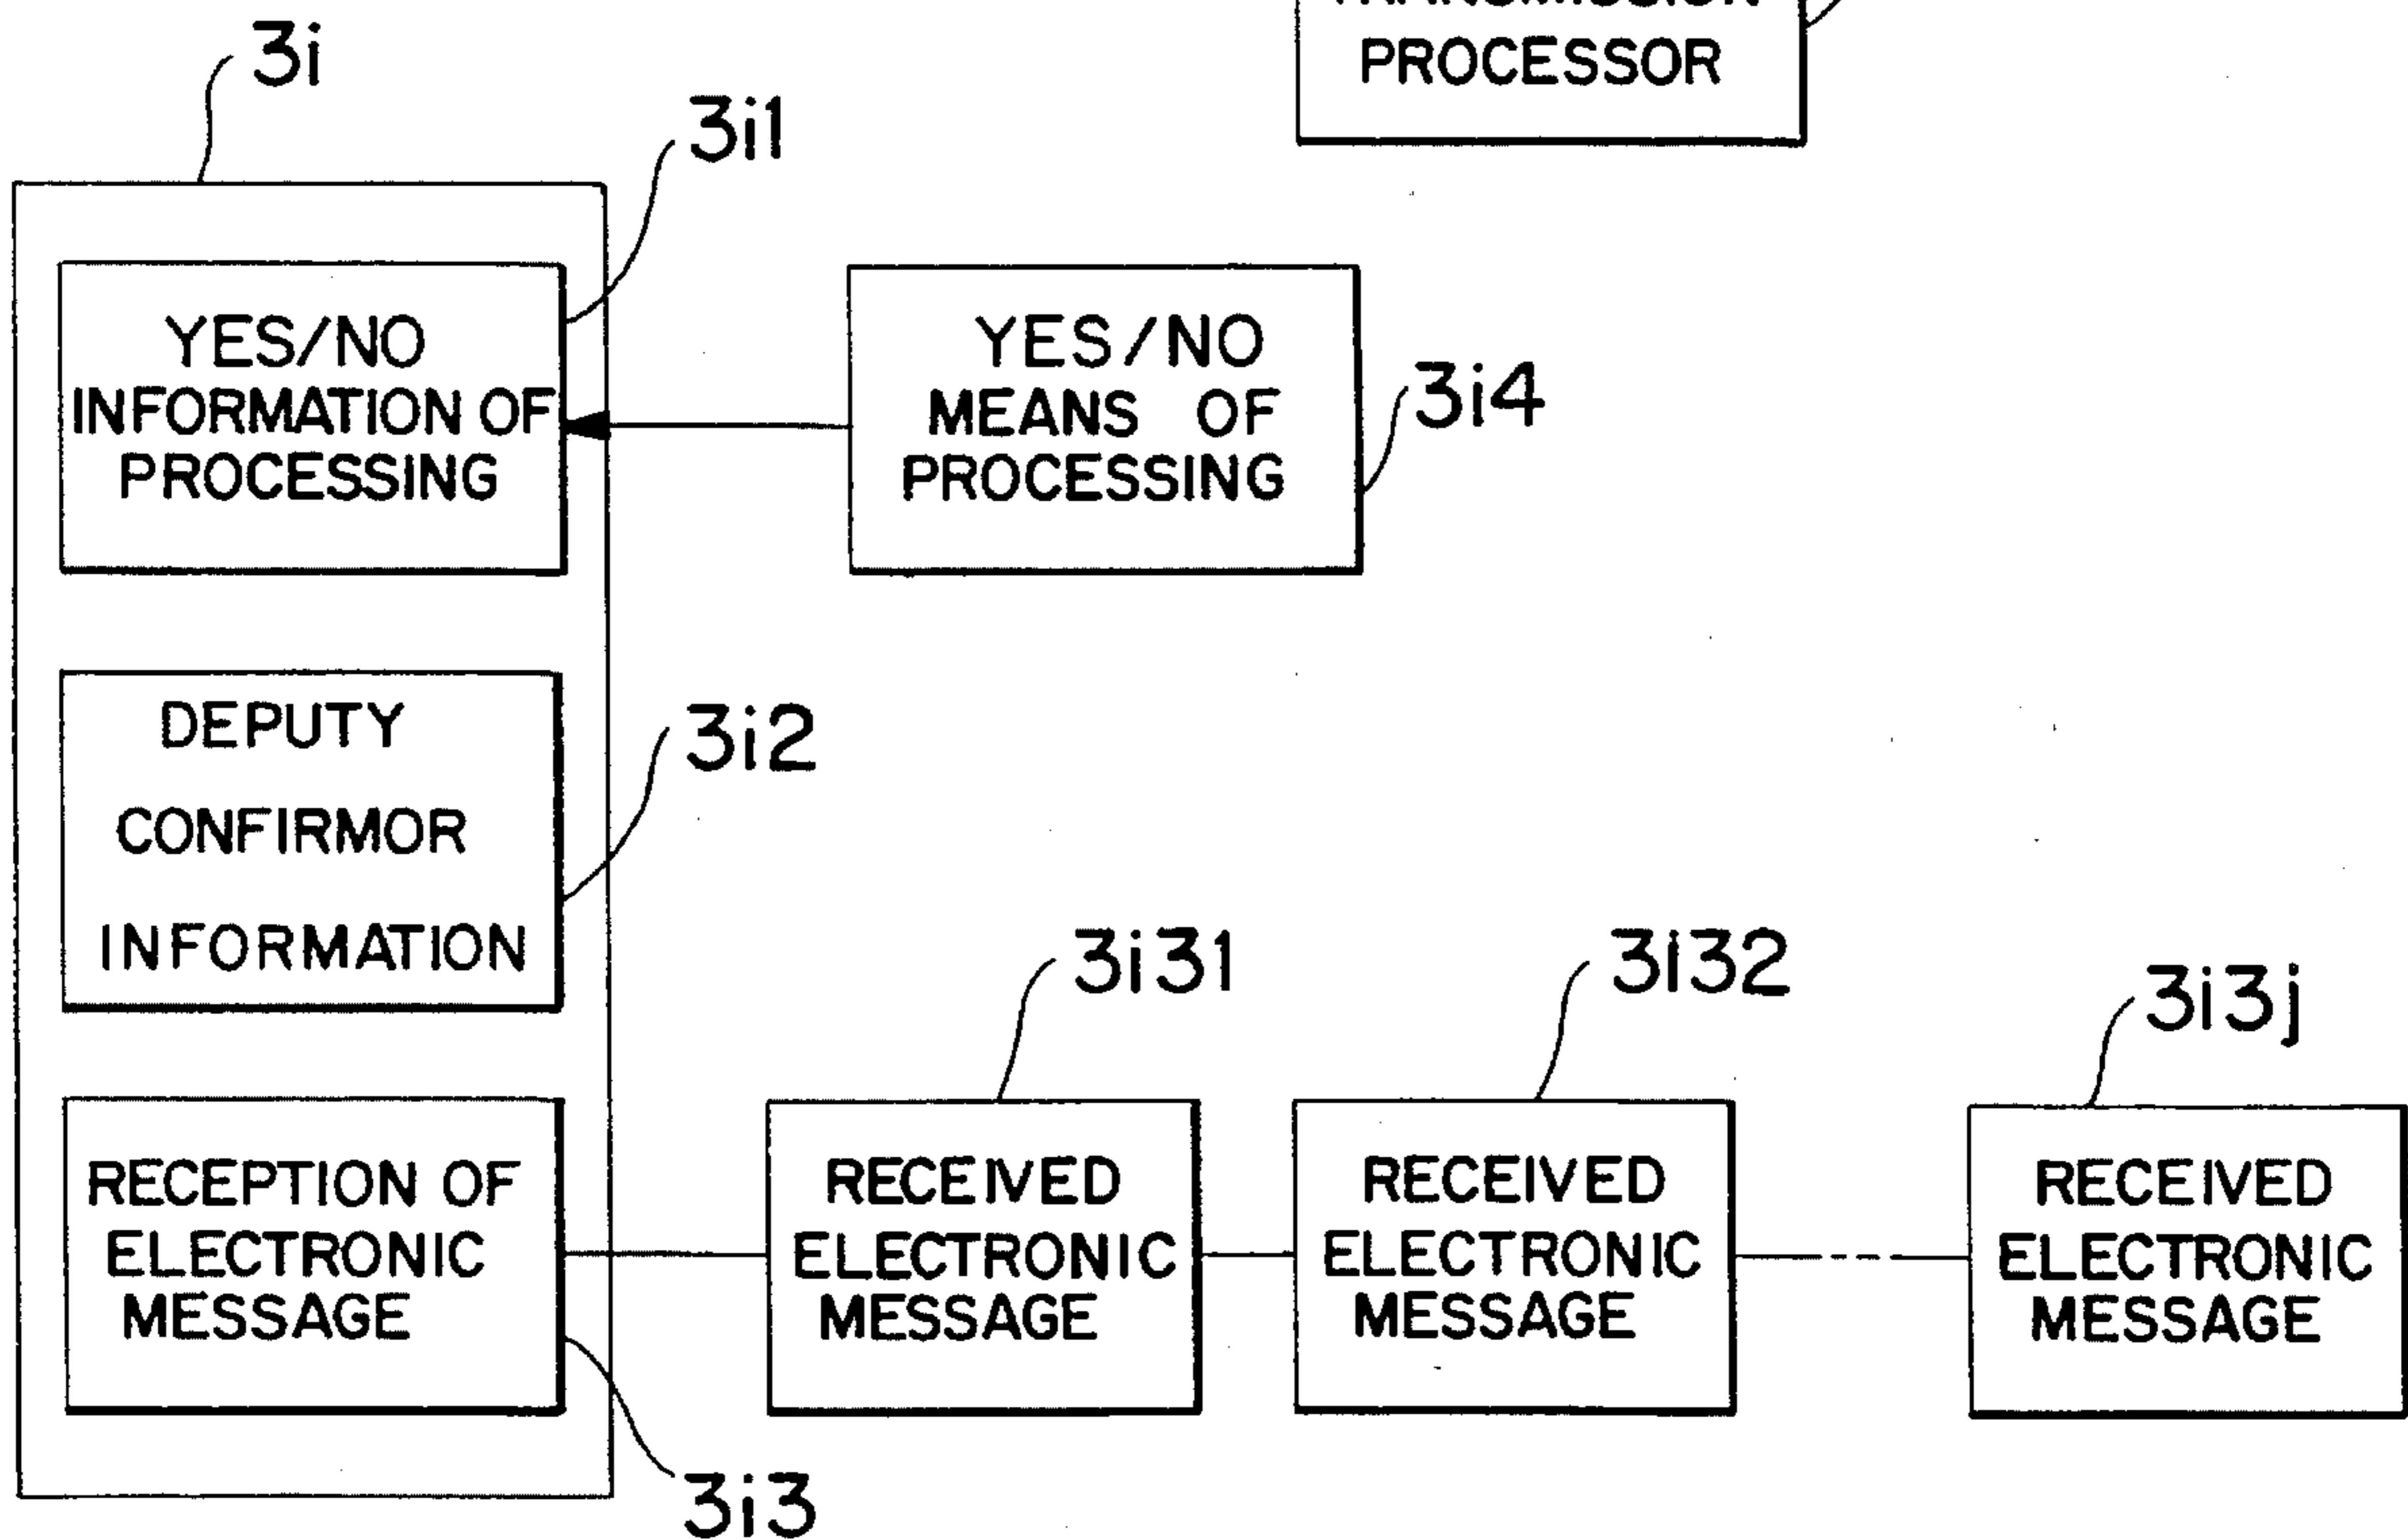 PROCESSOR
3i
3i1
YES/NO
INFORMATION OF
PROCESSING
YES/NO
MEANS OF
PROCESSING
3i4
DEPUTY
CONFIRMOR
INFORMATION
3i2
3i31
3i32
3i3j
RECEPTION OF
ELECTRONIC
MESSAGE
RECEIVED
ELECTRONIC
MESSAGE
RECEIVED
ELECTRONIC
MESSAGE
RECEIVED
ELECTRONIC
MESSAGE
3i3